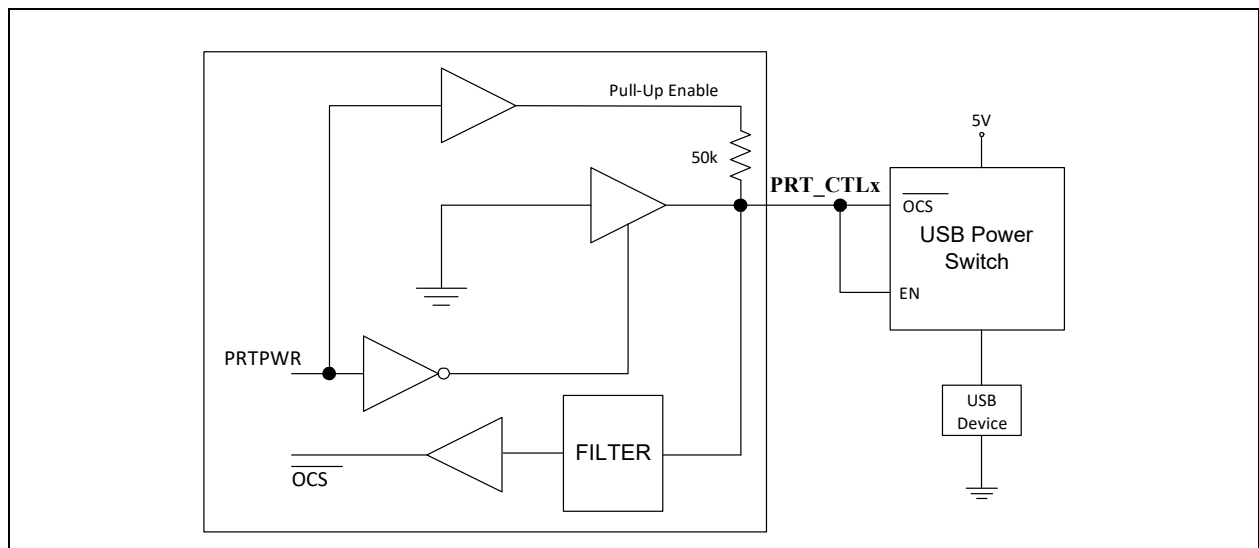 Pull-Up Enable
5V
50k
PRT_CTLx
OCS
USB Power
Switch
EN
PRTPWR
USB
Device
FILTER
OCS